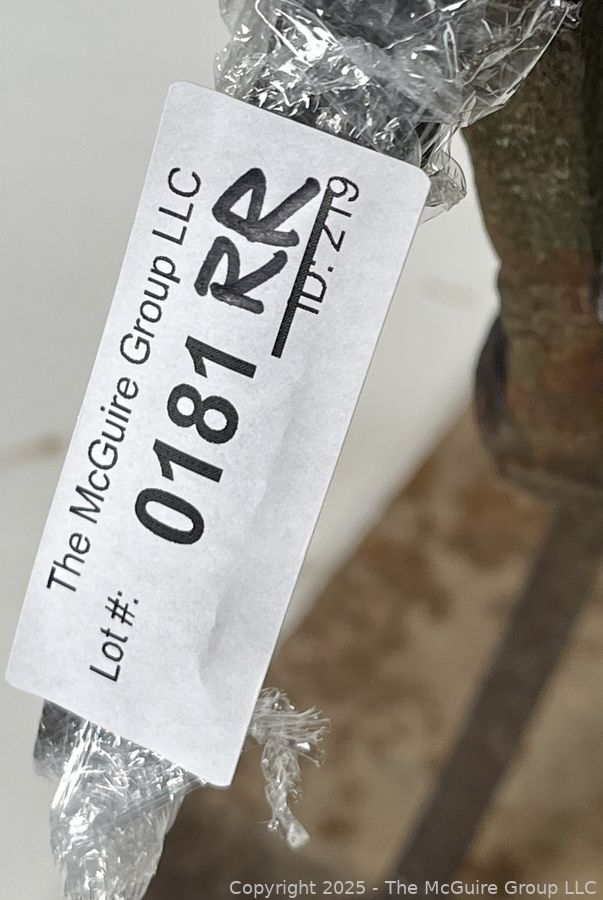 The McGuire Group LLC
Lot #: 0181 RR
ID: 219
Copyright 2025 - The McGuire Group LLC